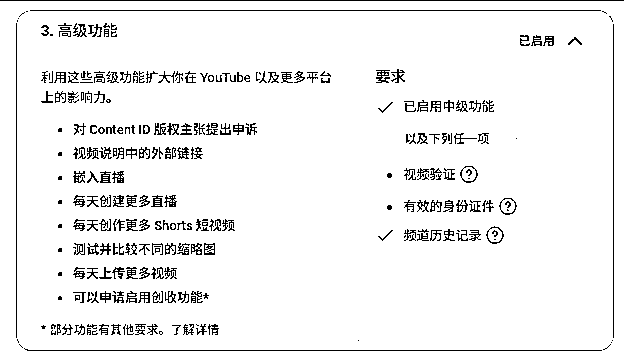 3. 高级功能
已启用
利用这些高级功能扩大你在 YouTube 以及更多平台
上的影响力。
• 对 Content ID 版权主张提出申诉
• 视频说明中的外部链接
• 嵌入直播
• 每天创建更多直播
• 每天创作更多 Shorts 短视频
• 测试并比较不同的缩略图
• 每天上传更多视频
• 可以申请启用创收功能*
* 部分功能有其他要求。了解详情
要求
✓ 已启用中级功能
以及下列任一项
• 视频验证 ?
• 有效的身份证件 ?
✓ 频道历史记录 ?